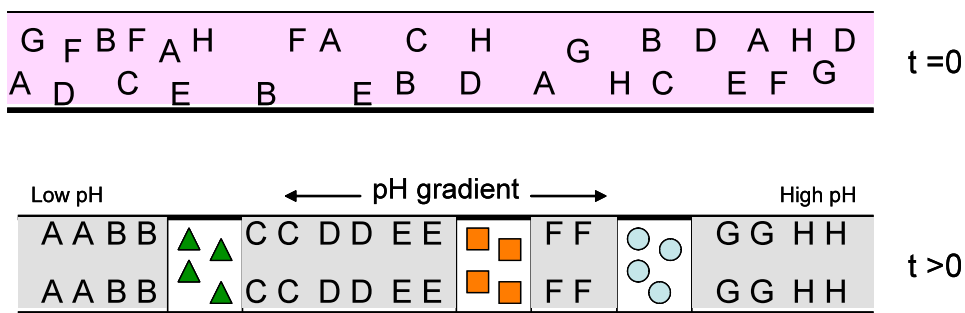 G F B F A H F A C H G B D A H D
A D C E B E B D A H C E F G
t =0
Low pH pH gradient High pH
A A B B C C D D E E F F G G H H
A A B B C C D D E E F F G G H H
t >0